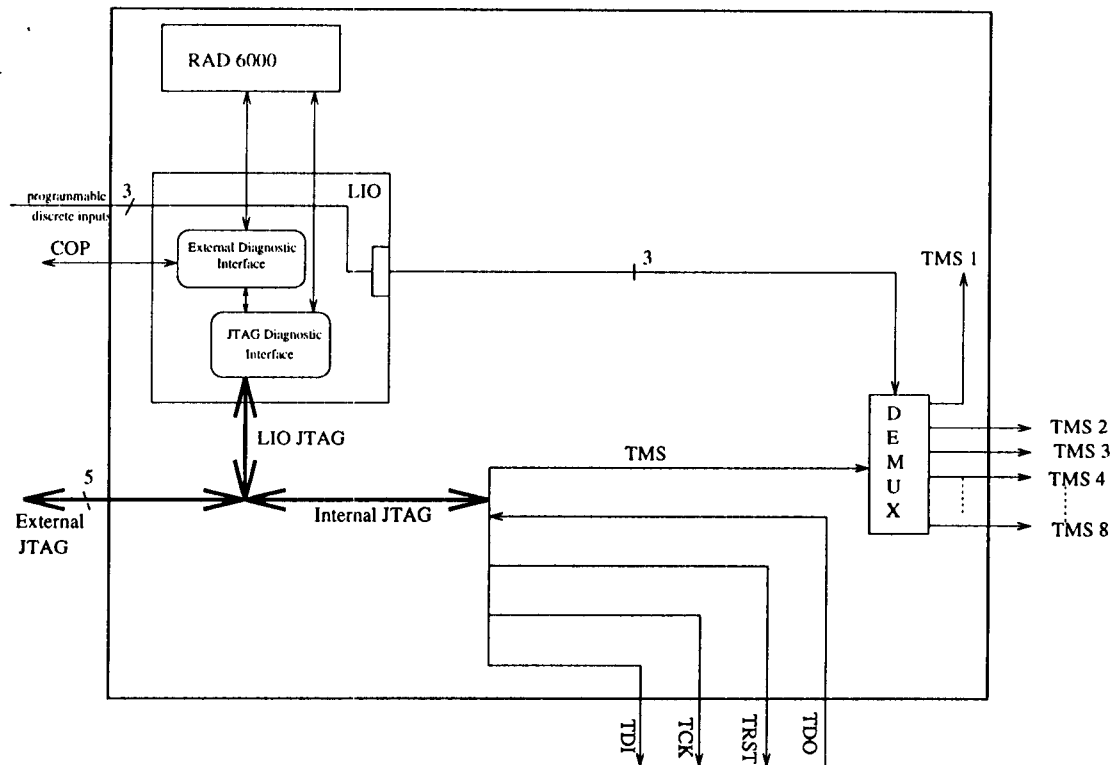 RAD 6000
LIO
programmable
discrete inputs
3
COP
External Diagnostic
Interface
JTAG Diagnostic
Interface
3
TMS 1
D
E
M
U
X
TMS 2
TMS 3
TMS 4
TMS 8
LIO JTAG
TMS
5
External
JTAG
Internal JTAG
TDI
TCK
TRST
TDO